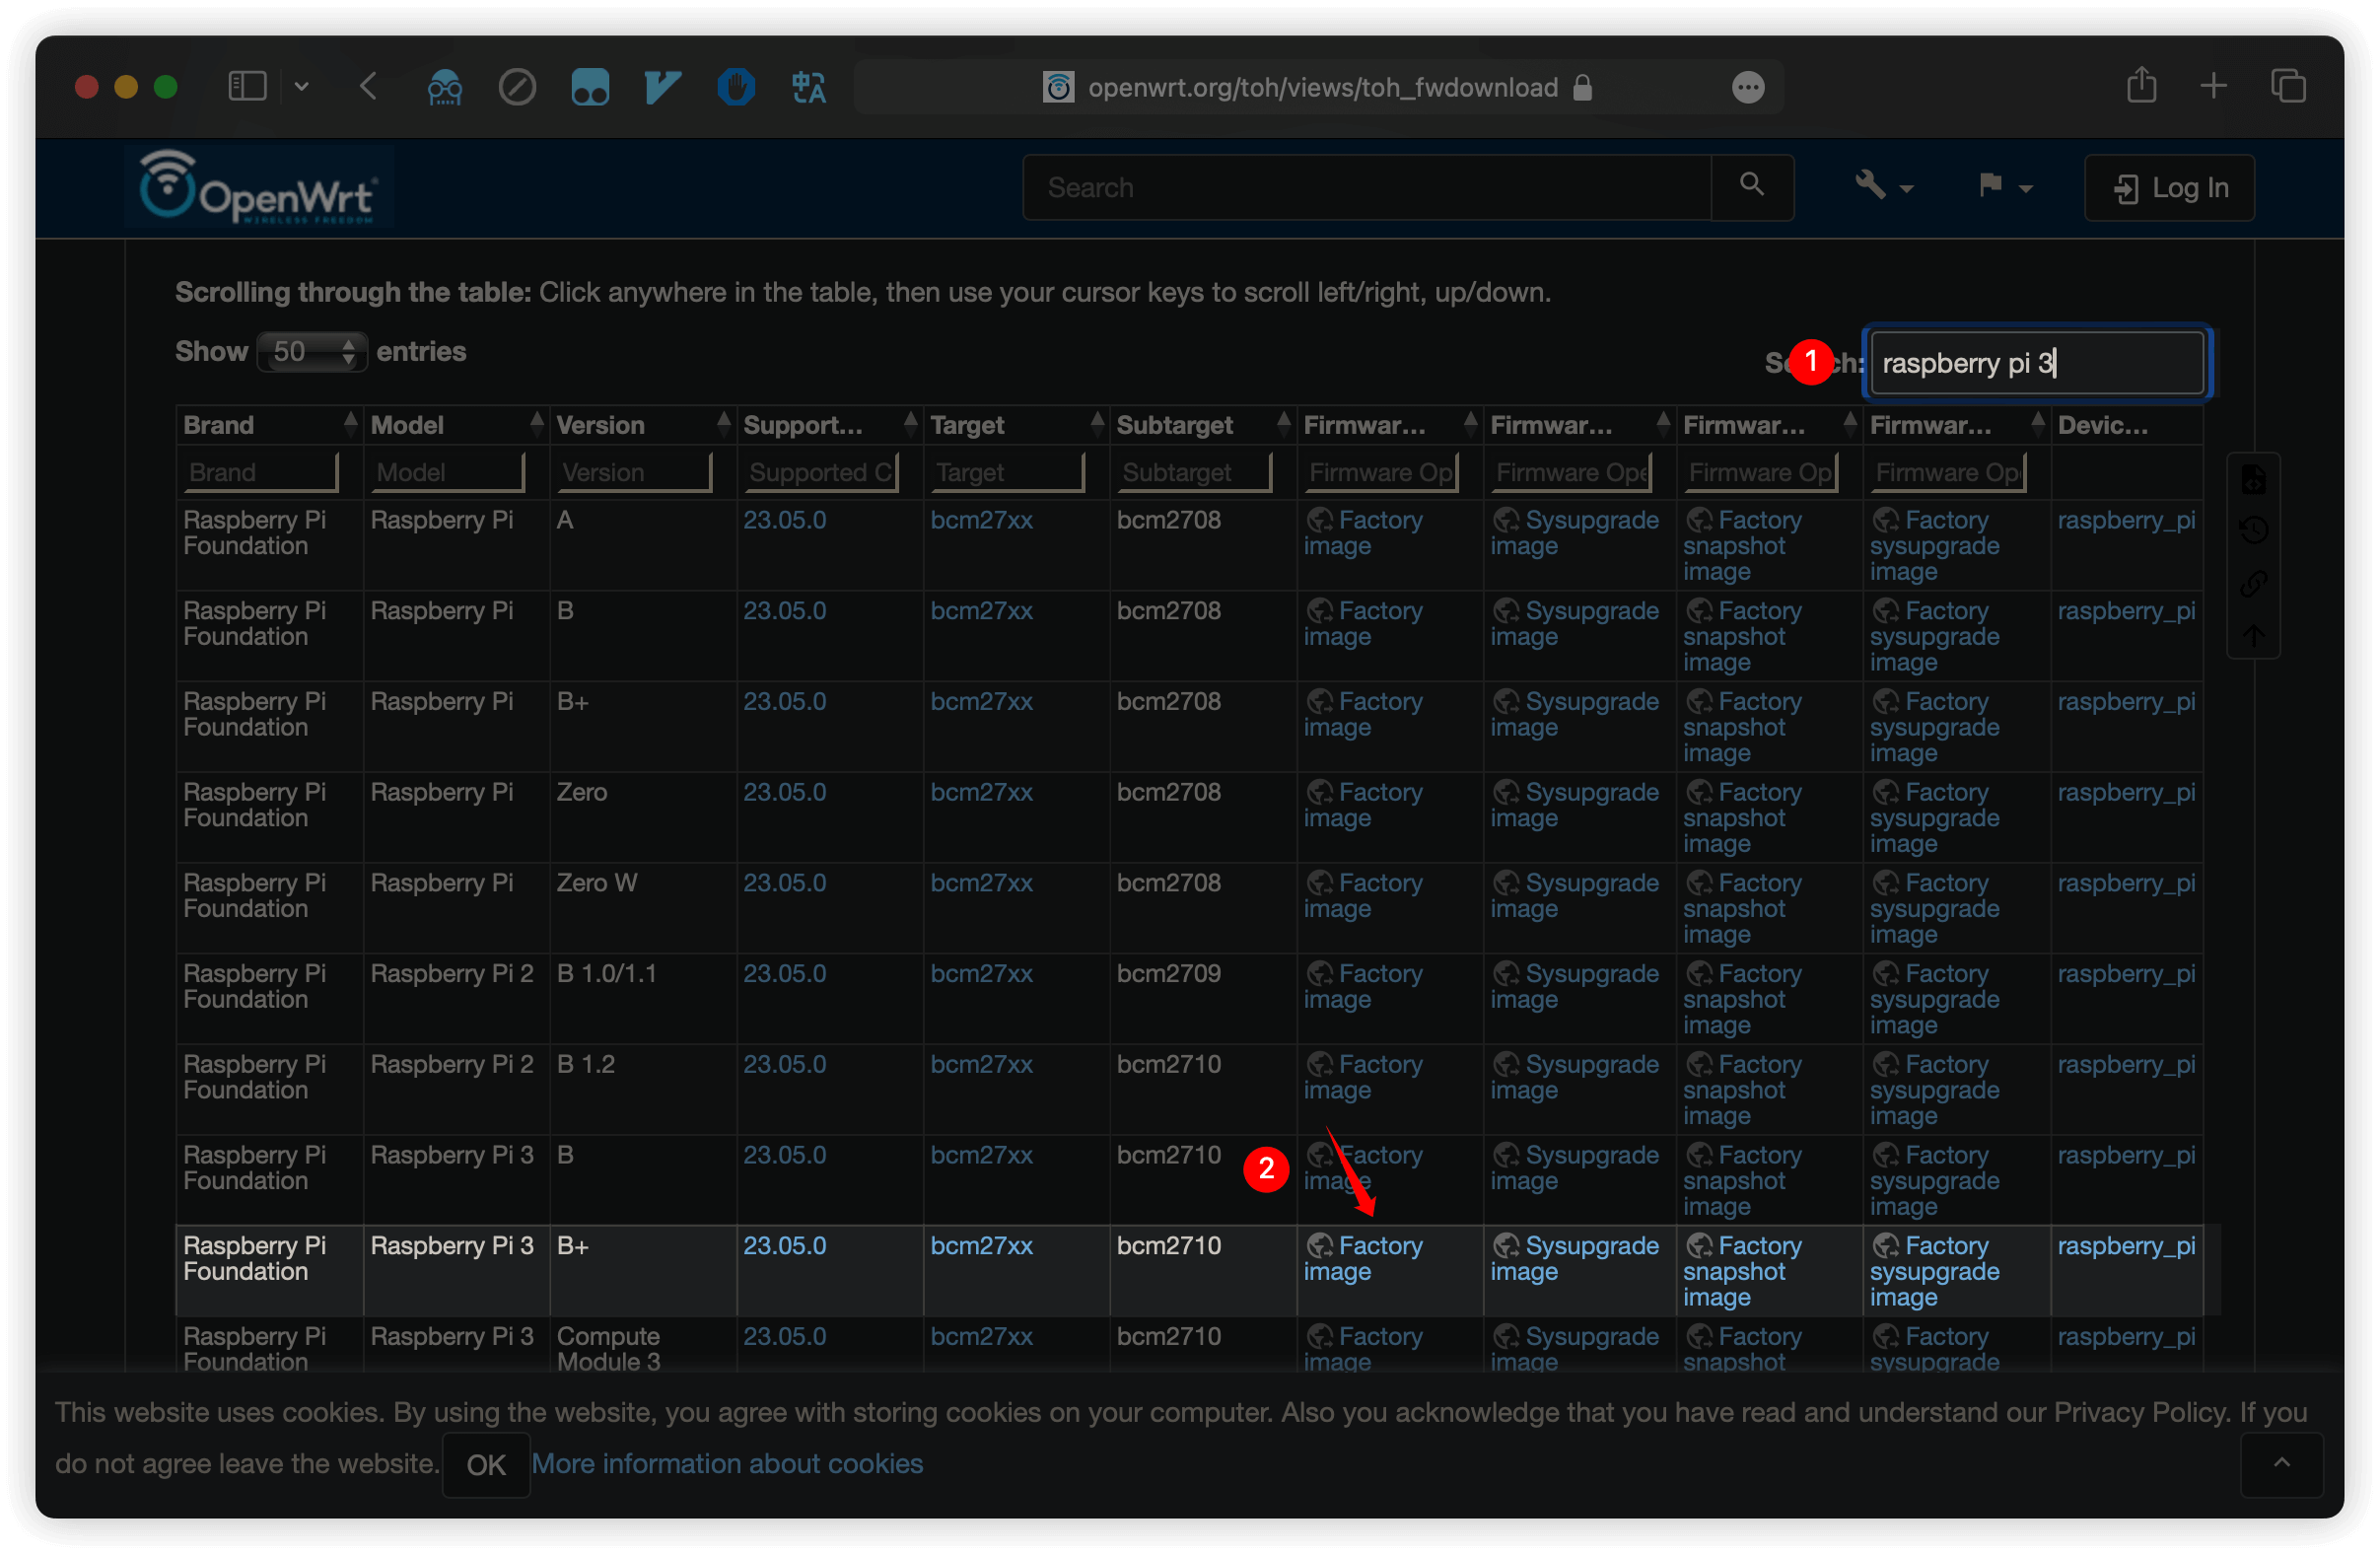 openwrt.org/toh/views/toh_fwdownload
OpenWrt
WIRELESS FREEDOM
Search
Log In
Scrolling through the table: Click anywhere in the table, then use your cursor keys to scroll left/right, up/down.
Show 50 entries
1
raspberry pi 3
Brand Model Version Support... Target Subtarget Firmwar... Firmwar... Firmwar... Firmwar... Devic...
Brand Model Version Supported C Target Subtarget Firmware Op Firmware Ope Firmware Op Firmware Op
Raspberry Pi Raspberry Pi A 23.05.0 bcm27xx bcm2708 Factory Sysupgrade Factory Factory raspberry_pi
Foundation image image snapshot sysupgrade
image image
Raspberry Pi Raspberry Pi B 23.05.0 bcm27xx bcm2708 Factory Sysupgrade Factory Factory raspberry_pi
Foundation image image snapshot sysupgrade
image image
Raspberry Pi Raspberry Pi B+ 23.05.0 bcm27xx bcm2708 Factory Sysupgrade Factory Factory raspberry_pi
Foundation image image snapshot sysupgrade
image image
Raspberry Pi Raspberry Pi Zero 23.05.0 bcm27xx bcm2708 Factory Sysupgrade Factory Factory raspberry_pi
Foundation image image snapshot sysupgrade
image image
Raspberry Pi Raspberry Pi Zero W 23.05.0 bcm27xx bcm2708 Factory Sysupgrade Factory Factory raspberry_pi
Foundation image image snapshot sysupgrade
image image
Raspberry Pi Raspberry Pi 2 B 1.0/1.1 23.05.0 bcm27xx bcm2709 Factory Sysupgrade Factory Factory raspberry_pi
Foundation image image snapshot sysupgrade
image image
Raspberry Pi Raspberry Pi 2 B 1.2 23.05.0 bcm27xx bcm2710 Factory Sysupgrade Factory Factory raspberry_pi
Foundation image image snapshot sysupgrade
image image
Raspberry Pi Raspberry Pi 3 B 23.05.0 bcm27xx bcm2710 2 Factory Sysupgrade Factory Factory raspberry_pi
Foundation image image snapshot sysupgrade
image image
Raspberry Pi Raspberry Pi 3 B+ 23.05.0 bcm27xx bcm2710 Factory Sysupgrade Factory Factory raspberry_pi
Foundation image image snapshot sysupgrade
image image
Raspberry Pi Raspberry Pi 3 Compute 23.05.0 bcm27xx bcm2710 Factory Sysupgrade Factory Factory raspberry_pi
Foundation Module 3 image image snapshot sysupgrade
This website uses cookies. By using the website, you agree with storing cookies on your computer. Also you acknowledge that you have read and understand our Privacy Policy. If you
do not agree leave the website. OK More information about cookies